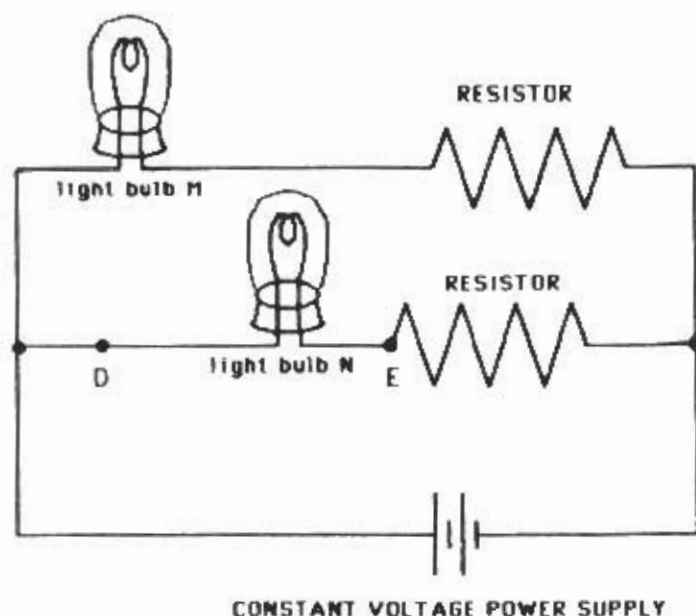 RESISTOR
light bulb M
RESISTOR
light bulb N
D
E
CONSTANT VOLTAGE POWER SUPPLY